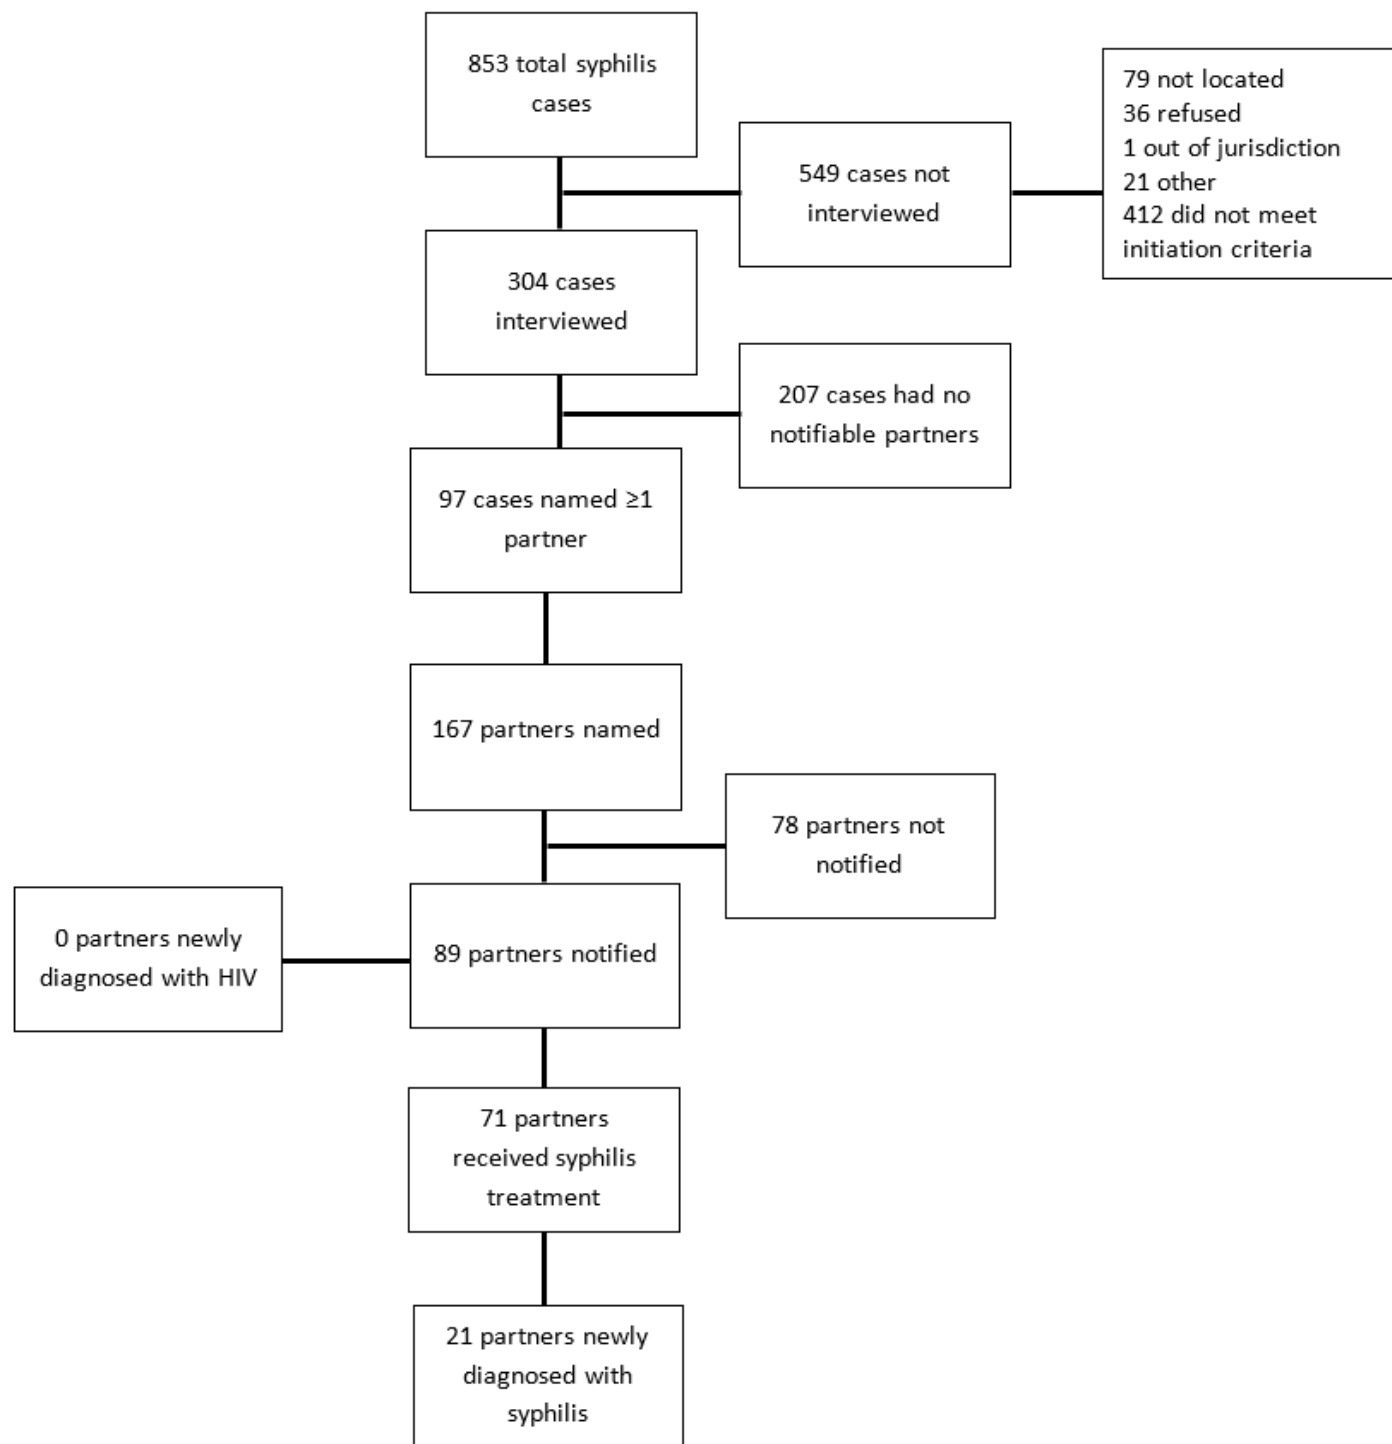 853 total syphilis
cases
79 not located
36 refused
1 out of jurisdiction
21 other
412 did not meet
initiation criteria
549 cases not
interviewed
304 cases
interviewed
207 cases had no
notifiable partners
97 cases named ≥1
partner
167 partners named
78 partners not
notified
0 partners newly
diagnosed with HIV
89 partners notified
71 partners
received syphilis
treatment
21 partners newly
diagnosed with
syphilis